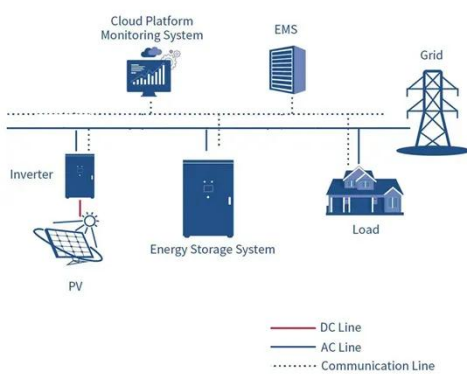 Cloud Platform
Monitoring System
EMS
Grid
Inverter
Energy Storage System
Load
PV
DC Line
AC Line
Communication Line